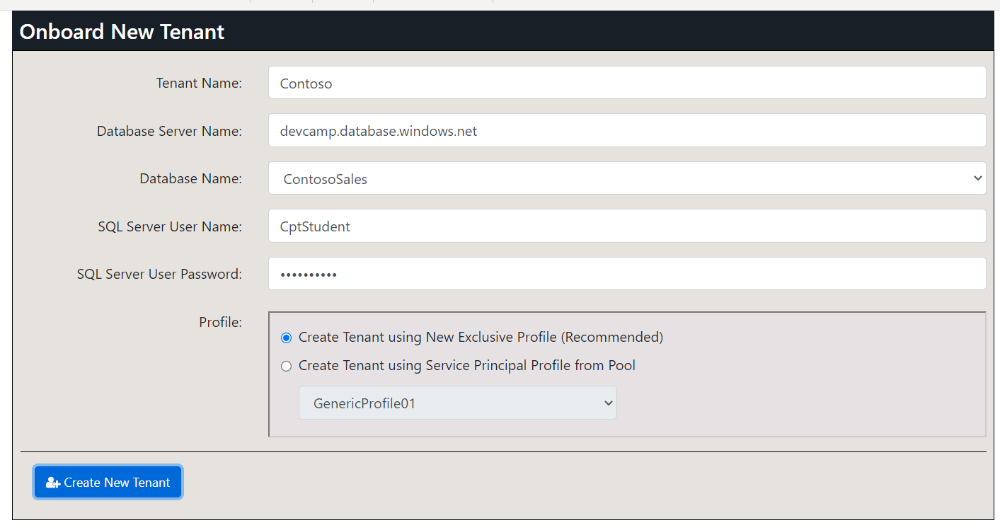 Onboard New Tenant
Tenant Name: Contoso
Database Server Name: devcamp.database.windows.net
Database Name: ContosoSales
SQL Server User Name: CptStudent
SQL Server User Password: ••••••••••
Profile:
Create Tenant using New Exclusive Profile (Recommended)
Create Tenant using Service Principal Profile from Pool
GenericProfile01
Create New Tenant